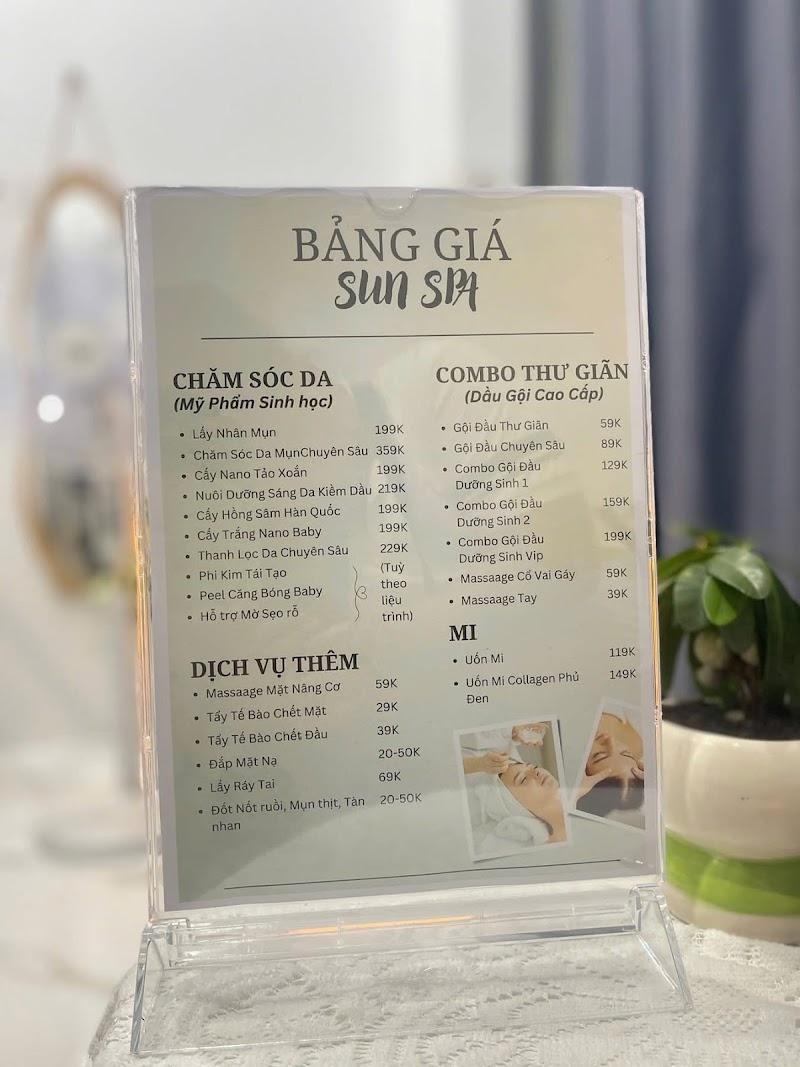 BẢNG GIÁ
SUN SPA
CHĂM SÓC DA
(Mỹ Phẩm Sinh học)
Lấy Nhân Mụn 199K
Chăm Sóc Da MụnChuyên Sâu 359K
Cấy Nano Tảo Xoắn 199K
Nuôi Dưỡng Sáng Da Kiềm Dầu 219K
Cấy Hồng Sâm Hàn Quốc 199K
Cấy Trắng Nano Baby 199K
Thanh Lọc Da Chuyên Sâu 229K
Phi Kim Tái Tạo
Peel Căng Bóng Baby
Hỗ trợ Mờ Sẹo rỗ
(Tuỳ
theo
liệu
trình)
DỊCH VỤ THÊM
Massaage Mặt Nâng Cơ 59K
Tẩy Tế Bào Chết Mặt 29K
Tẩy Tế Bào Chết Đầu 39K
Đắp Mặt Nạ 20-50K
Lấy Ráy Tai 69K
Đốt Nốt ruồi, Mụn thịt, Tàn 20-50K
nhan
COMBO THƯ GIÃN
(Dầu Gội Cao Cấp)
Gội Đầu Thư Giãn 59K
Gội Đầu Chuyên Sâu 89K
Combo Gội Đầu 129K
Dưỡng Sinh 1
Combo Gội Đầu 159K
Dưỡng Sinh 2
Combo Gội Đầu 199K
Dưỡng Sinh Vip
Massaage Cổ Vai Gáy 59K
Massaage Tay 39K
MI
Uốn Mi 119K
Uốn Mi Collagen Phủ 149K
Đen